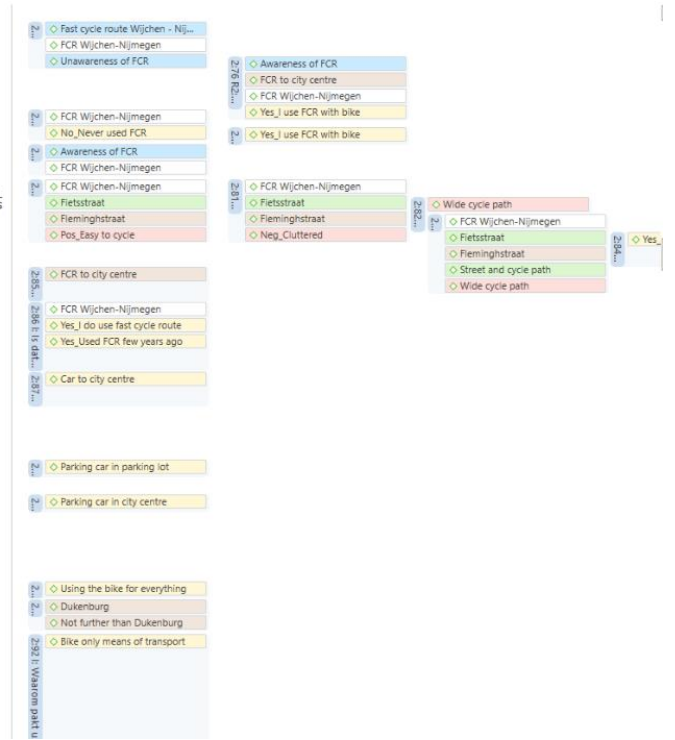 2...
Fast cycle route Wijchen - Nij...
FCR Wijchen-Nijmegen
Unawareness of FCR
2:76 R2:...
Awareness of FCR
FCR to city centre
FCR Wijchen-Nijmegen
Yes_I use FCR with bike
2...
FCR Wijchen-Nijmegen
No_Never used FCR
2...
Yes_I use FCR with bike
2...
Awareness of FCR
FCR Wijchen-Nijmegen
2...
FCR Wijchen-Nijmegen
Fietsstraat
Fleminghstraat
Pos_Easy to cycle
2:81...
FCR Wijchen-Nijmegen
Fietsstraat
Fleminghstraat
Neg_Cluttered
2:82...
Wide cycle path
2...
FCR Wijchen-Nijmegen
Fietsstraat
Fleminghstraat
Street and cycle path
Wide cycle path
2:84...
Yes_
2:85...
FCR to city centre
2:86 I: Is dat...
FCR Wijchen-Nijmegen
Yes_I do use fast cycle route
Yes_Used FCR few years ago
2:87...
Car to city centre
2...
Parking car in parking lot
2...
Parking car in city centre
2...
Using the bike for everything
2...
Dukenburg
Not further than Dukenburg
2:92 I: Waarom pakt u
Bike only means of transport